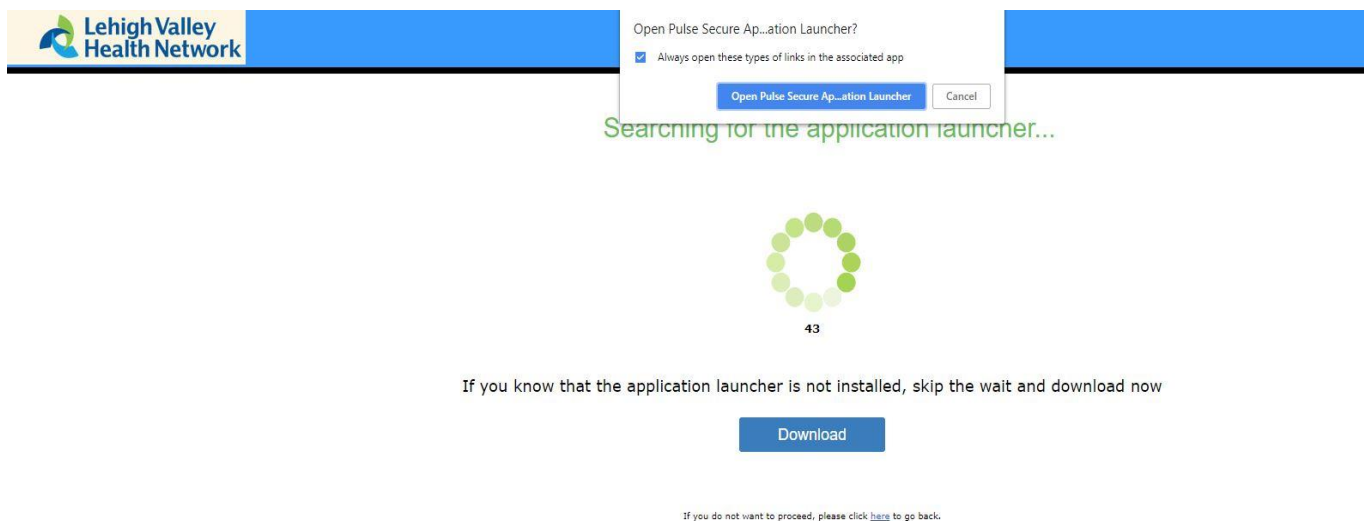 Lehigh Valley
Health Network
Open Pulse Secure Ap...ation Launcher?
Always open these types of links in the associated app
Open Pulse Secure Ap...ation Launcher
Cancel
Searching for the application launcher...
43
If you know that the application launcher is not installed, skip the wait and download now
Download
If you do not want to proceed, please click here to go back.